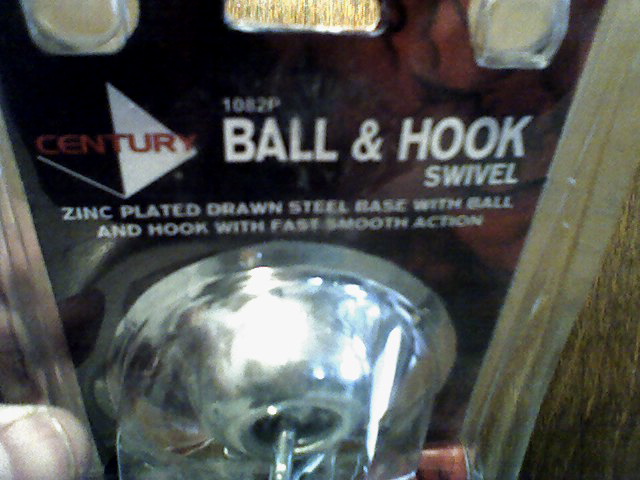 1082P
CENTURY
BALL & HOOK
SWIVEL
ZINC PLATED DRAWN STEEL BASE WITH BALL
AND HOOK WITH FAST SMOOTH ACTION